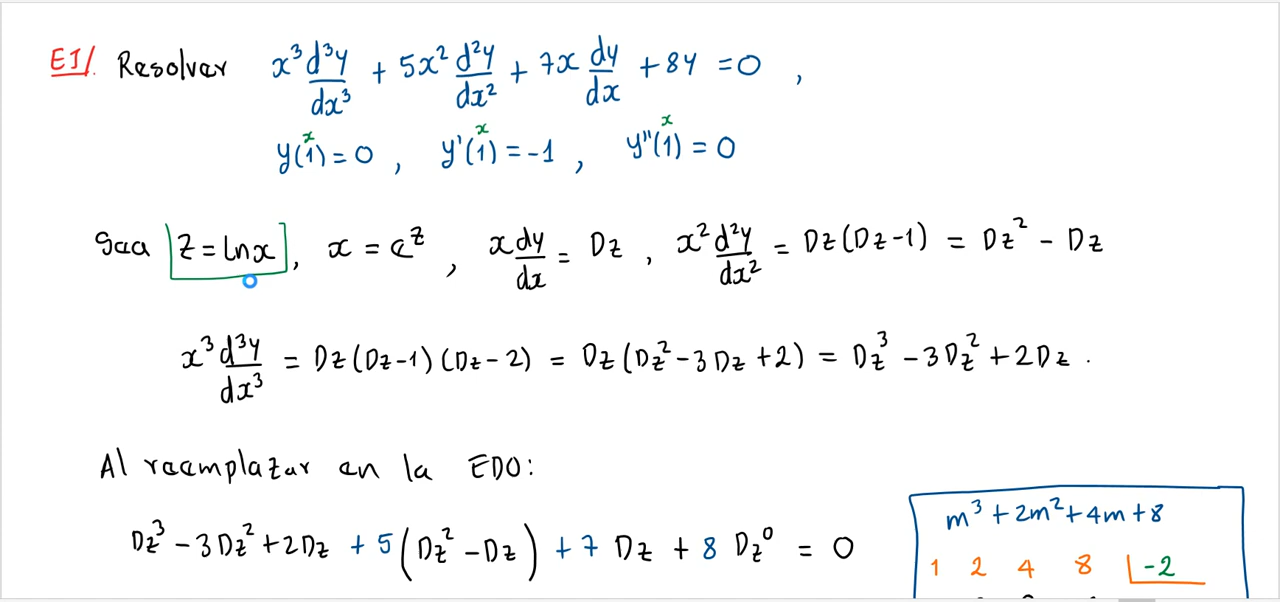 EI/. Resolver x³ d³y/dx³ + 5x² d²y/dx² + 7x dy/dx + 8y = 0 ,
x x x
y(1) = 0 , y'(1) = -1 , y''(1) = 0
Sea z = lnx , x = e^z , x dy/dx = Dz , x² d²y/dx² = Dz(Dz-1) = Dz² - Dz
x³ d³y/dx³ = Dz(Dz-1)(Dz-2) = Dz(Dz² - 3Dz + 2) = Dz³ - 3Dz² + 2Dz .
Al reemplazar en la EDO:
m³ + 2m² + 4m + 8
Dz³ - 3Dz² + 2Dz + 5(Dz² - Dz) + 7 Dz + 8 Dz⁰ = 0
1 2 4 8 |-2